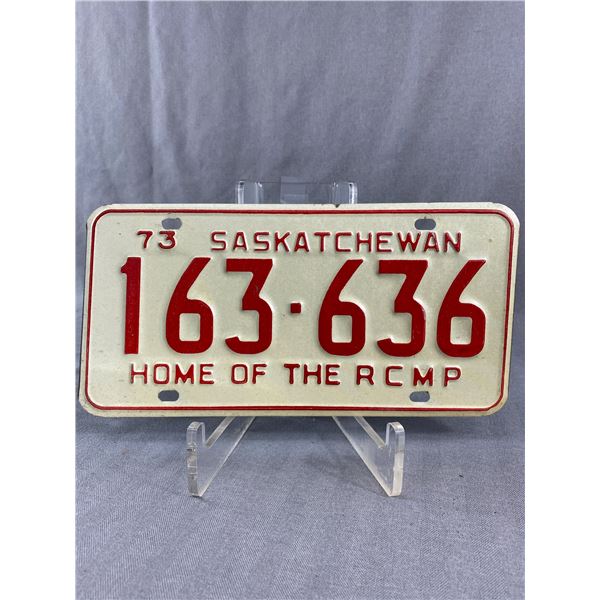 73 SASKATCHEWAN
163·636
HOME OF THE RCMP